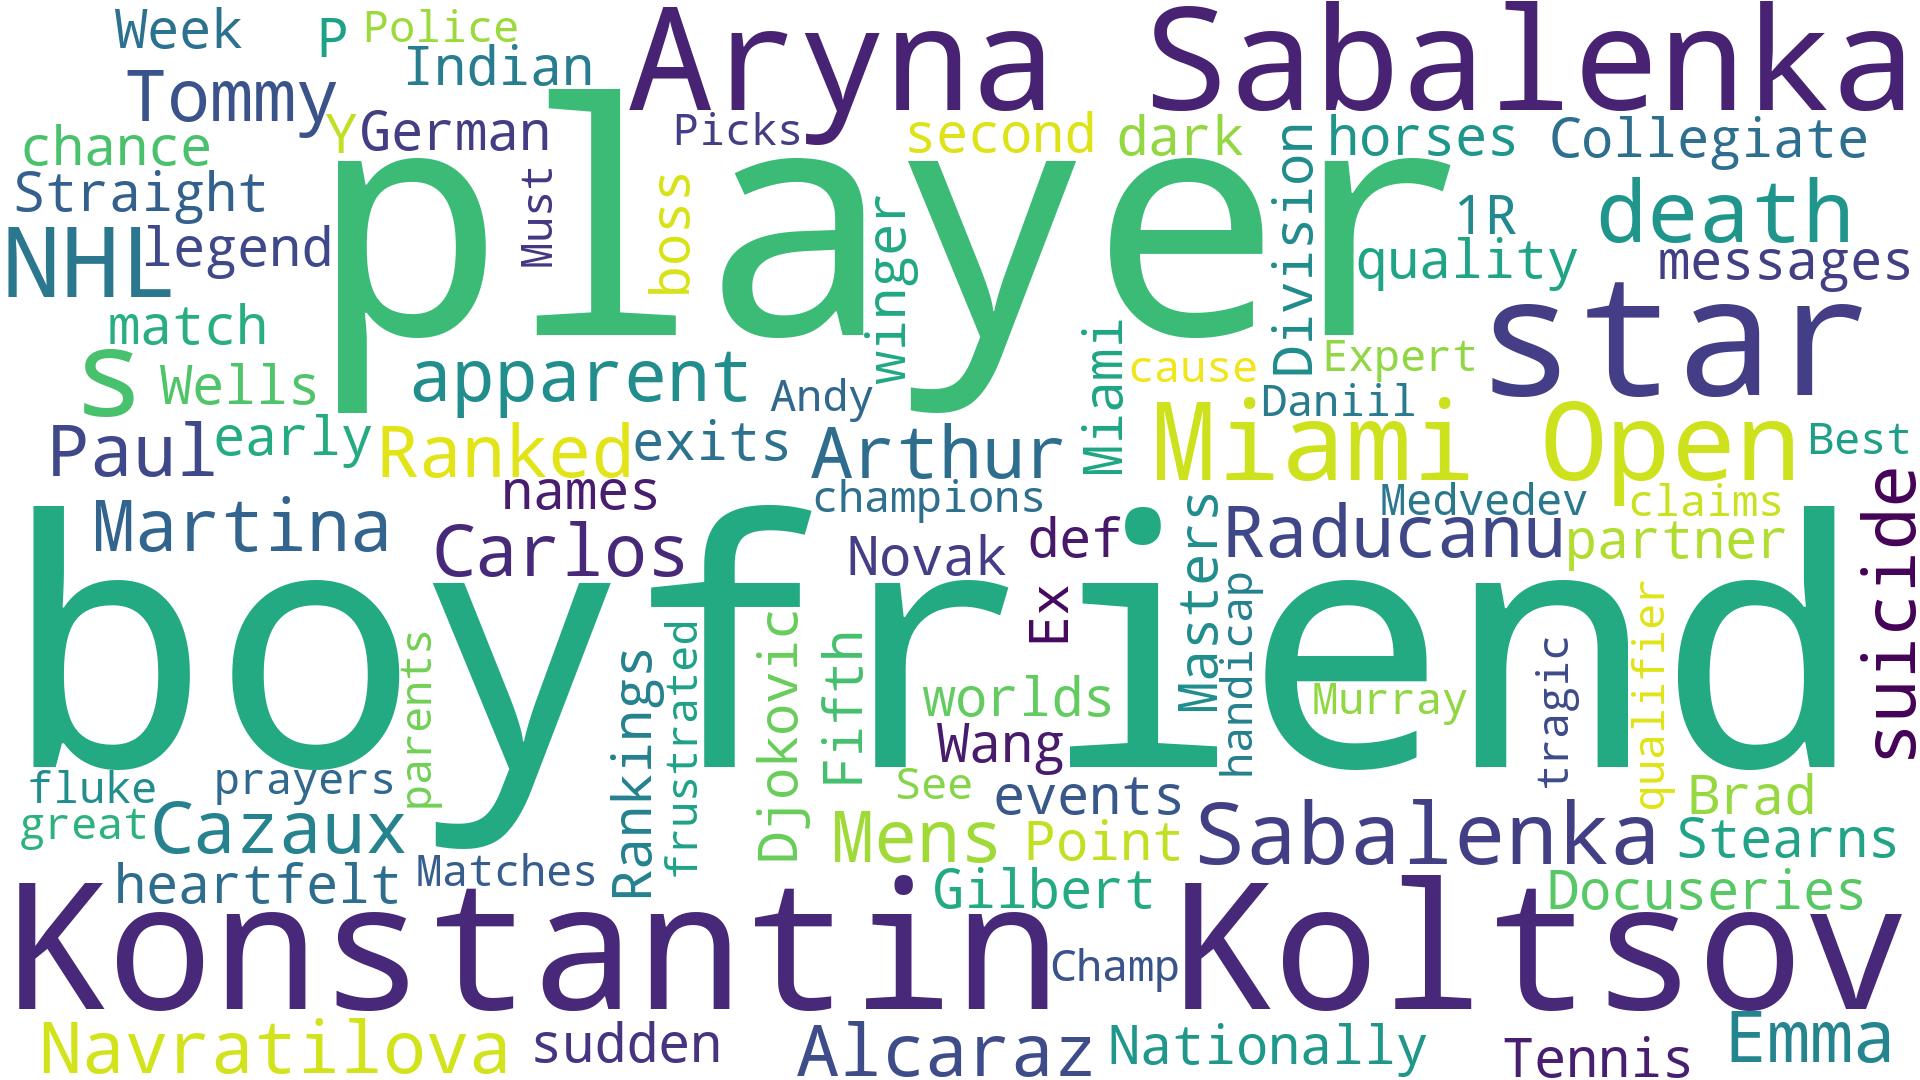 Week
P
Police
Indian
Aryna Sabalenka
Tommy
Y
German
Picks
second
dark
horses
Collegiate
chance
Straight
Must
boss
player
winger
Division
1R
death
NHL
legend
quality
messages
match
star
s
Wells
apparent
Andy
Miami
cause
Expert
Daniil
Paul
early
Ranked
exits
Arthur
Miami Open
Best
names
champions
Medvedev
claims
suicide
Martina
Carlos
Novak
def
Masters
Raducanu
partner
boyfriend
Ex
handicap
parents
Rankings
frustrated
Djokovic
Fifth
worlds
Murray
tragic
qualifier
Wang
fluke
prayers
See
events
Brad
great
Cazaux
Mens
Point
Sabalenka
Stearns
heartfelt
Matches
Gilbert
Docuseries
Konstantin Koltsov
Champ
Navratilova
sudden
Alcaraz
Nationally
Tennis
Emma